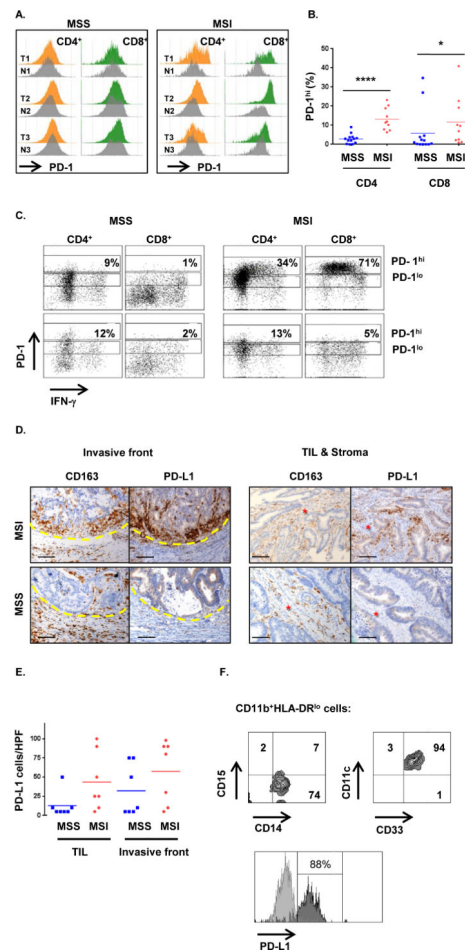 A.
MSS
MSI
CD4+ CD8+
CD4+ CD8+
T1
N1
T2
N2
T3
N3
T1
N1
T2
N2
T3
N3
PD-1
PD-1
B.
PD-1hi (%)
40
30
20
10
0
****
*
MSS MSI MSS MSI
CD4 CD8
C.
MSS MSI
CD4+ CD8+ CD4+ CD8+
9% 1% 34% 71%
PD- 1hi
PD-1lo
12% 2% 13% 5%
PD-1hi
PD-1lo
PD-1
IFN-γ
D.
Invasive front TIL & Stroma
CD163 PD-L1 CD163 PD-L1
MSI
*
*
MSS
*
*
E.
PD-L1 cells/HPF
100
75
50
25
0
MSS MSI MSS MSI
TIL Invasive front
F.
CD11b+HLA-DRlo cells:
CD15
2 7
74
CD14
CD11c
3 94
1
CD33
88%
PD-L1